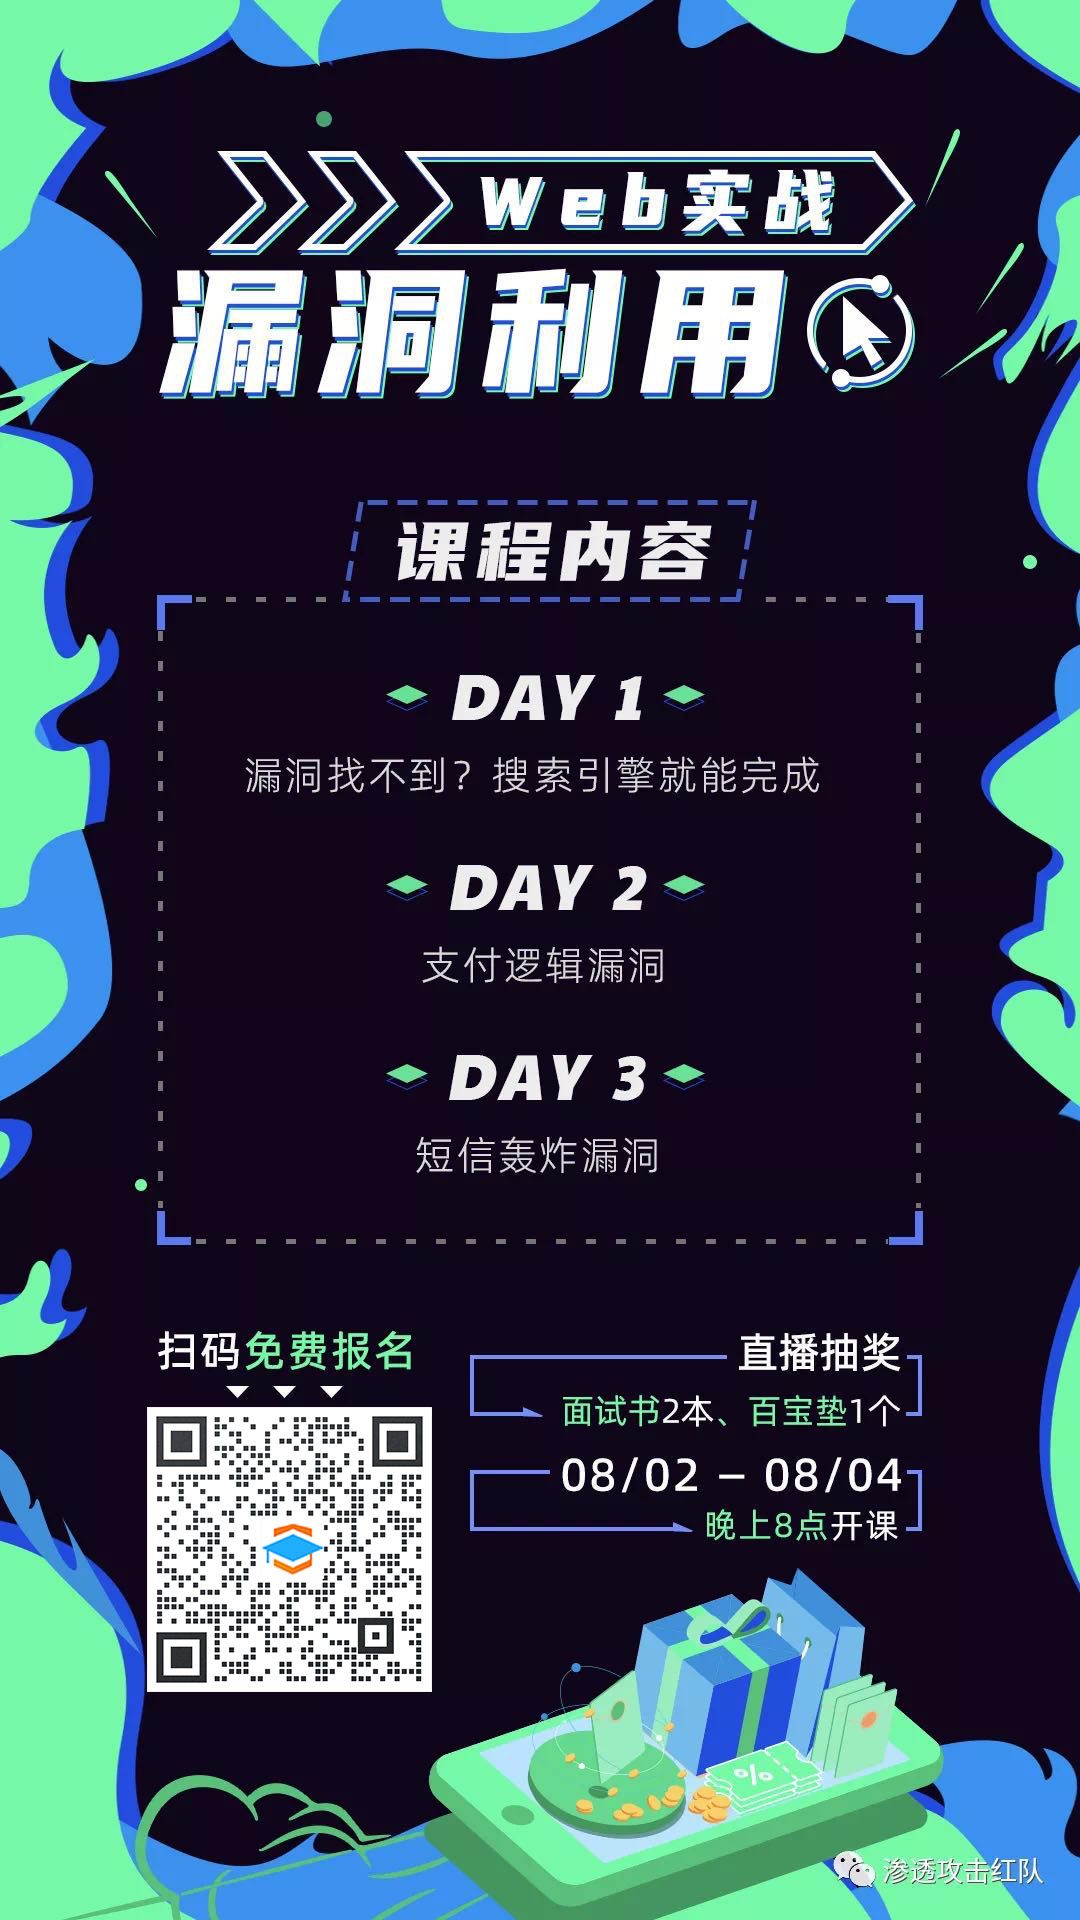 Web实战
漏洞利用
课程内容
DAY 1
漏洞找不到？搜索引擎就能完成
DAY 2
支付逻辑漏洞
DAY 3
短信轰炸漏洞
扫码免费报名
直播抽奖
面试书2本、百宝垫1个
08/02 – 08/04
晚上8点开课
%
渗透攻击红队